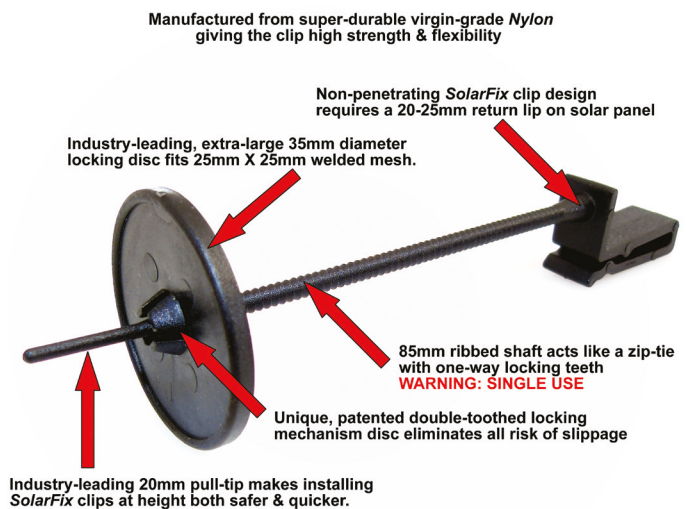 Manufactured from super-durable virgin-grade Nylon
giving the clip high strength & flexibility
Non-penetrating SolarFix clip design
requires a 20-25mm return lip on solar panel
Industry-leading, extra-large 35mm diameter
locking disc fits 25mm X 25mm welded mesh.
85mm ribbed shaft acts like a zip-tie
with one-way locking teeth
WARNING: SINGLE USE
Unique, patented double-toothed locking
mechanism disc eliminates all risk of slippage
Industry-leading 20mm pull-tip makes installing
SolarFix clips at height both safer & quicker.